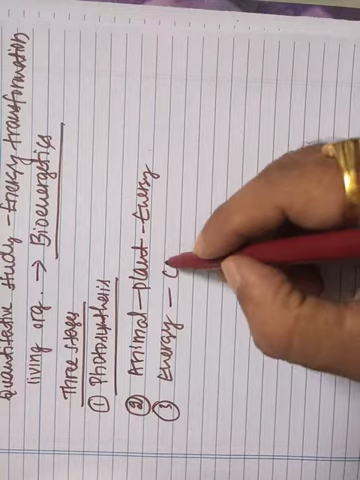 Quantitative study - Energy transformation
living org. → Bioenergetics
Three stages
① Photosynthesis
② Animal - plant - Energy
③ Energy - C